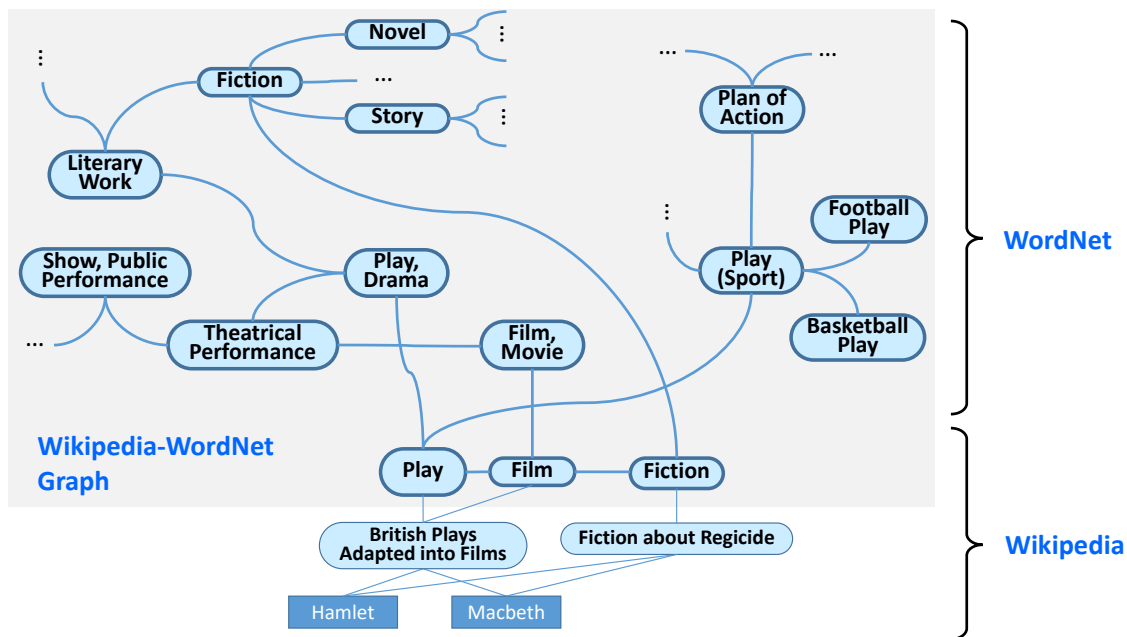 Novel
⋮
⋮
... ...
Fiction
...
Plan of
Action
Story
⋮
Literary
Work
Football
Play
⋮
WordNet
Show, Public
Performance
Play,
Drama
Play
(Sport)
...
Theatrical
Performance
Film,
Movie
Basketball
Play
Wikipedia-WordNet
Graph
Play
Film
Fiction
British Plays
Adapted into Films
Fiction about Regicide
Wikipedia
Hamlet
Macbeth